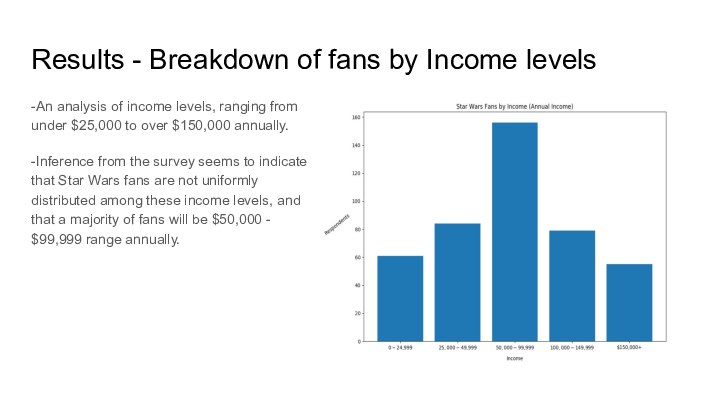 Results - Breakdown of fans by Income levels
-An analysis of income levels, ranging from
under $25,000 to over $150,000 annually.
-Inference from the survey seems to indicate
that Star Wars fans are not uniformly
distributed among these income levels, and
that a majority of fans will be $50,000 -
$99,999 range annually.
Star Wars Fans by Income (Annual Income)
160
140
120
100
80
60
40
20
0
Respondents
0 - 24,999
25,000 - 49,999
50,000 - 99,999
100,000 - 149,999
$150,000+
Income